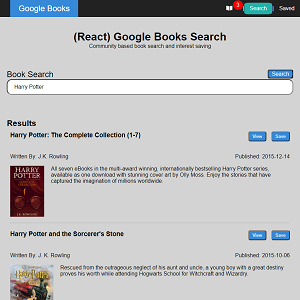 Google Books
3
Search
Saved
(React) Google Books Search
Community based book search and interest saving
Book Search
Search
Harry Potter
Results
Harry Potter: The Complete Collection (1-7)
View
Save
Written By: J.K. Rowling
Published: 2015-12-14
HARRY POTTER
All seven eBooks in the multi-award winning, internationally bestselling Harry Potter series,
available as one download with stunning cover art by Olly Moss. Enjoy the stories that have
captured the imagination of millions worldwide.
J.K. ROWLING
Harry Potter and the Sorcerer's Stone
View
Save
Written By: J.K. Rowling
Published: 2015-10-06
Rescued from the outrageous neglect of his aunt and uncle, a young boy with a great destiny
proves his worth while attending Hogwarts School for Witchcraft and Wizardry.